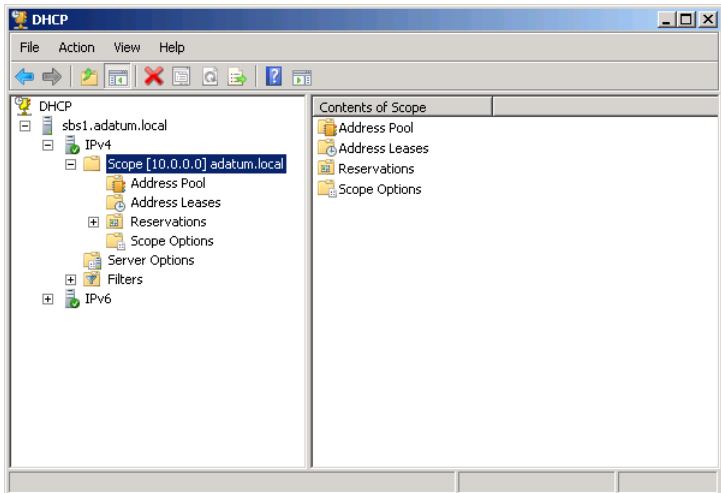 DHCP
File Action View Help
DHCP
sbs1.adatum.local
IPv4
Scope [10.0.0.0] adatum.local
Address Pool
Address Leases
Reservations
Scope Options
Server Options
Filters
IPv6
Contents of Scope
Address Pool
Address Leases
Reservations
Scope Options